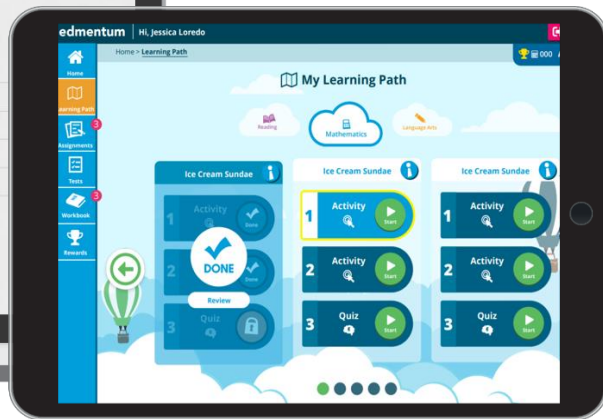 edmentum
Hi, Jessica Loredo
Home > Learning Path
000
Home
Learning Path
Assignments
3
Tests
Workbook
3
Rewards
My Learning Path
Reading
Mathematics
Language Arts
Ice Cream Sundae
1
Activity
Done
2
Done
DONE
Review
3
Quiz
Ice Cream Sundae
1
Activity
Start
2
Activity
Start
3
Quiz
Start
Ice Cream Sundae
1
Activity
Start
2
Activity
Start
3
Quiz
Start